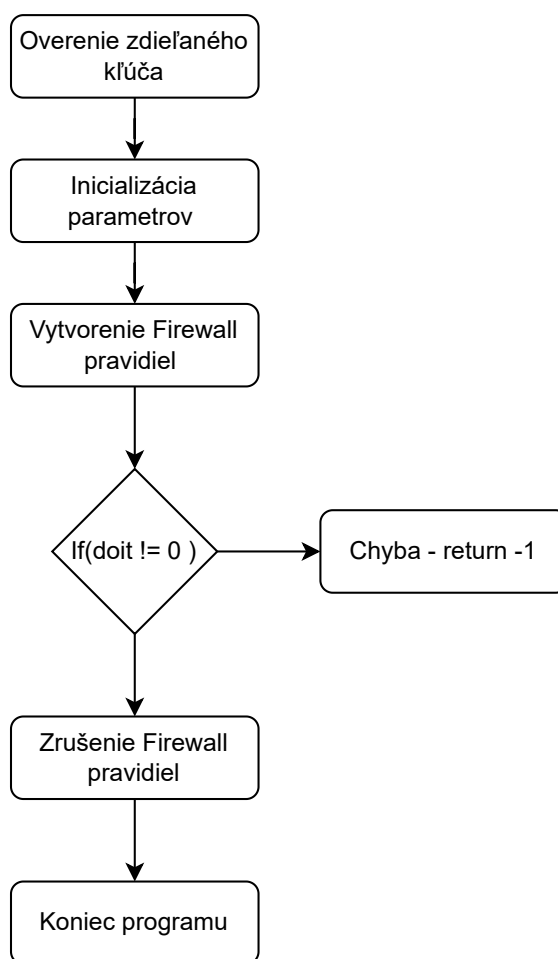 Overenie zdieľaného
kľúča
Inicializácia
parametrov
Vytvorenie Firewall
pravidiel
If(doit != 0 )
Chyba - return -1
Zrušenie Firewall
pravidiel
Koniec programu